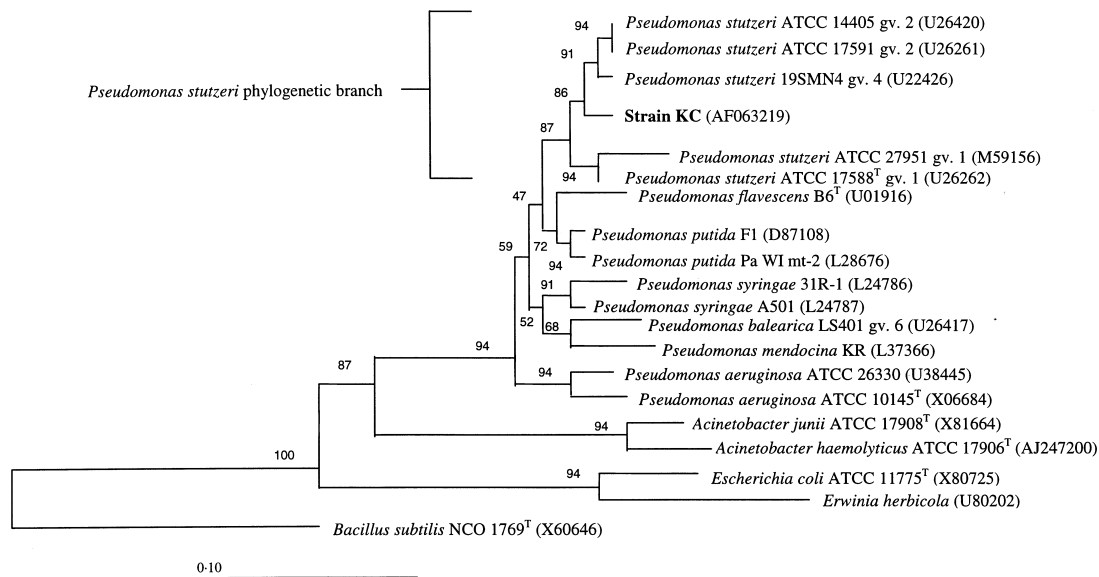 94
Pseudomonas stutzeri ATCC 14405 gv. 2 (U26420)
91
Pseudomonas stutzeri ATCC 17591 gv. 2 (U26261)
Pseudomonas stutzeri 19SMN4 gv. 4 (U22426)
Pseudomonas stutzeri phylogenetic branch
86
Strain KC (AF063219)
87
Pseudomonas stutzeri ATCC 27951 gv. 1 (M59156)
94
Pseudomonas stutzeri ATCC 17588ᵀ gv. 1 (U26262)
47
Pseudomonas flavescens B6ᵀ (U01916)
Pseudomonas putida F1 (D87108)
59
72
94
Pseudomonas putida Pa WI mt-2 (L28676)
91
Pseudomonas syringae 31R-1 (L24786)
Pseudomonas syringae A501 (L24787)
52
68
Pseudomonas balearica LS401 gv. 6 (U26417)
94
Pseudomonas mendocina KR (L37366)
87
94
Pseudomonas aeruginosa ATCC 26330 (U38445)
Pseudomonas aeruginosa ATCC 10145ᵀ (X06684)
94
Acinetobacter junii ATCC 17908ᵀ (X81664)
Acinetobacter haemolyticus ATCC 17906ᵀ (AJ247200)
100
94
Escherichia coli ATCC 11775ᵀ (X80725)
Erwinia herbicola (U80202)
Bacillus subtilis NCO 1769ᵀ (X60646)
0·10